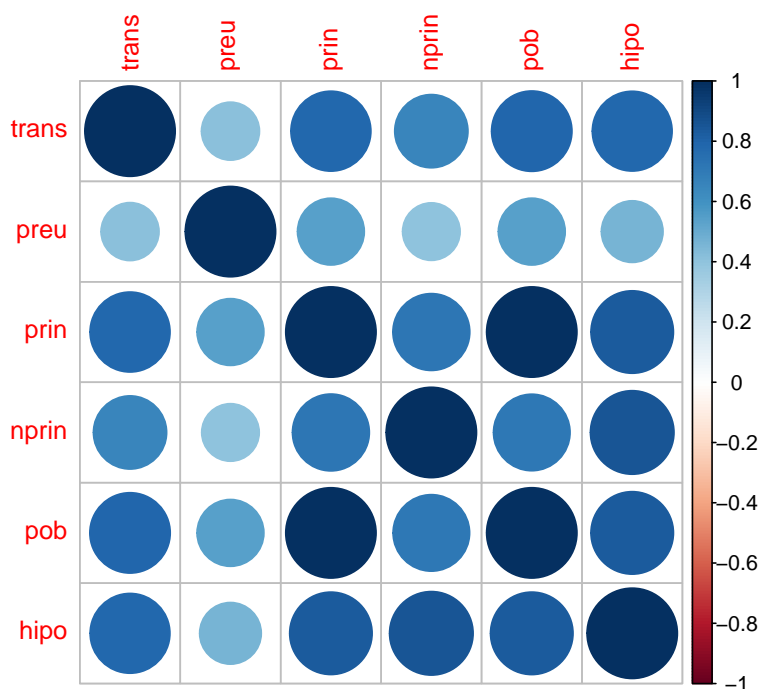 trans preu prin nprin pob hipo
trans
preu
prin
nprin
pob
hipo
1
0.8
0.6
0.4
0.2
0
−0.2
−0.4
−0.6
−0.8
−1